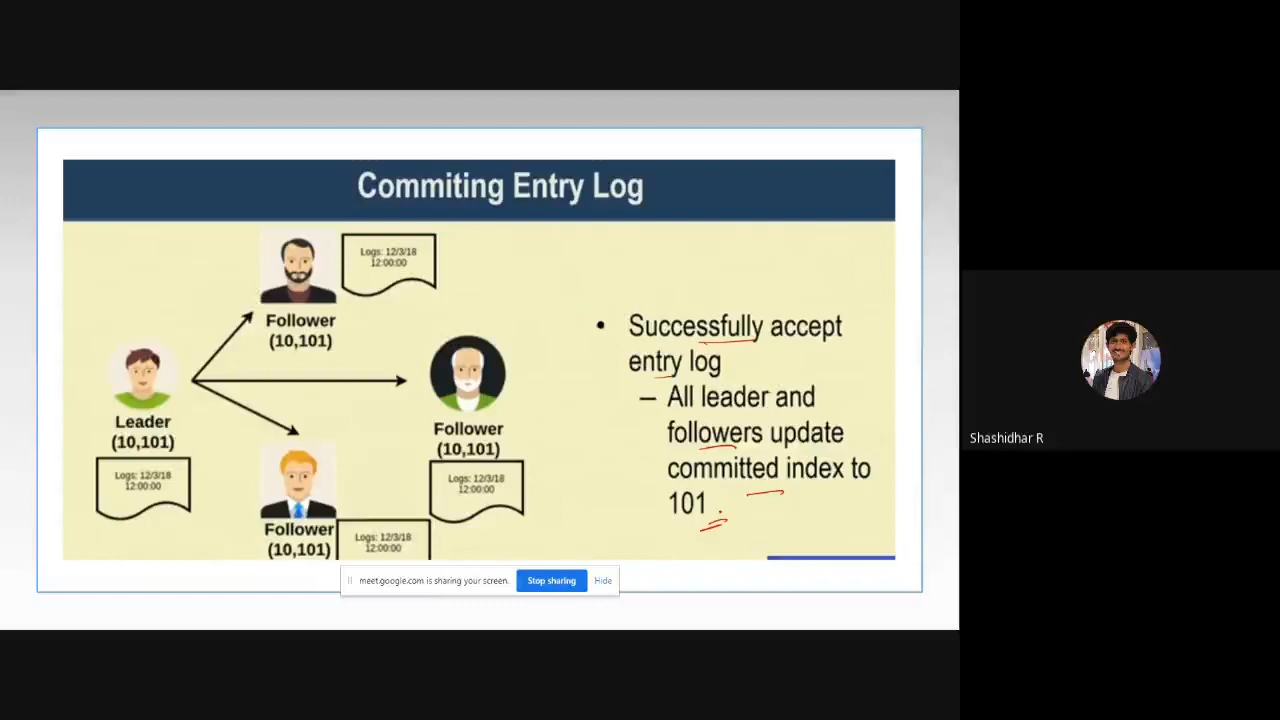 Commiting Entry Log
Logs: 12/3/18
12:00:00
Follower
(10,101)
Leader
(10,101)
Logs: 12/3/18
12:00:00
Follower
(10,101)
Logs: 12/3/18
12:00:00
Follower
(10,101)
Logs: 12/3/18
12:00:00
• Successfully accept
entry log
– All leader and
followers update
committed index to
101
meet.google.com is sharing your screen.
Stop sharing
Hide
Shashidhar R